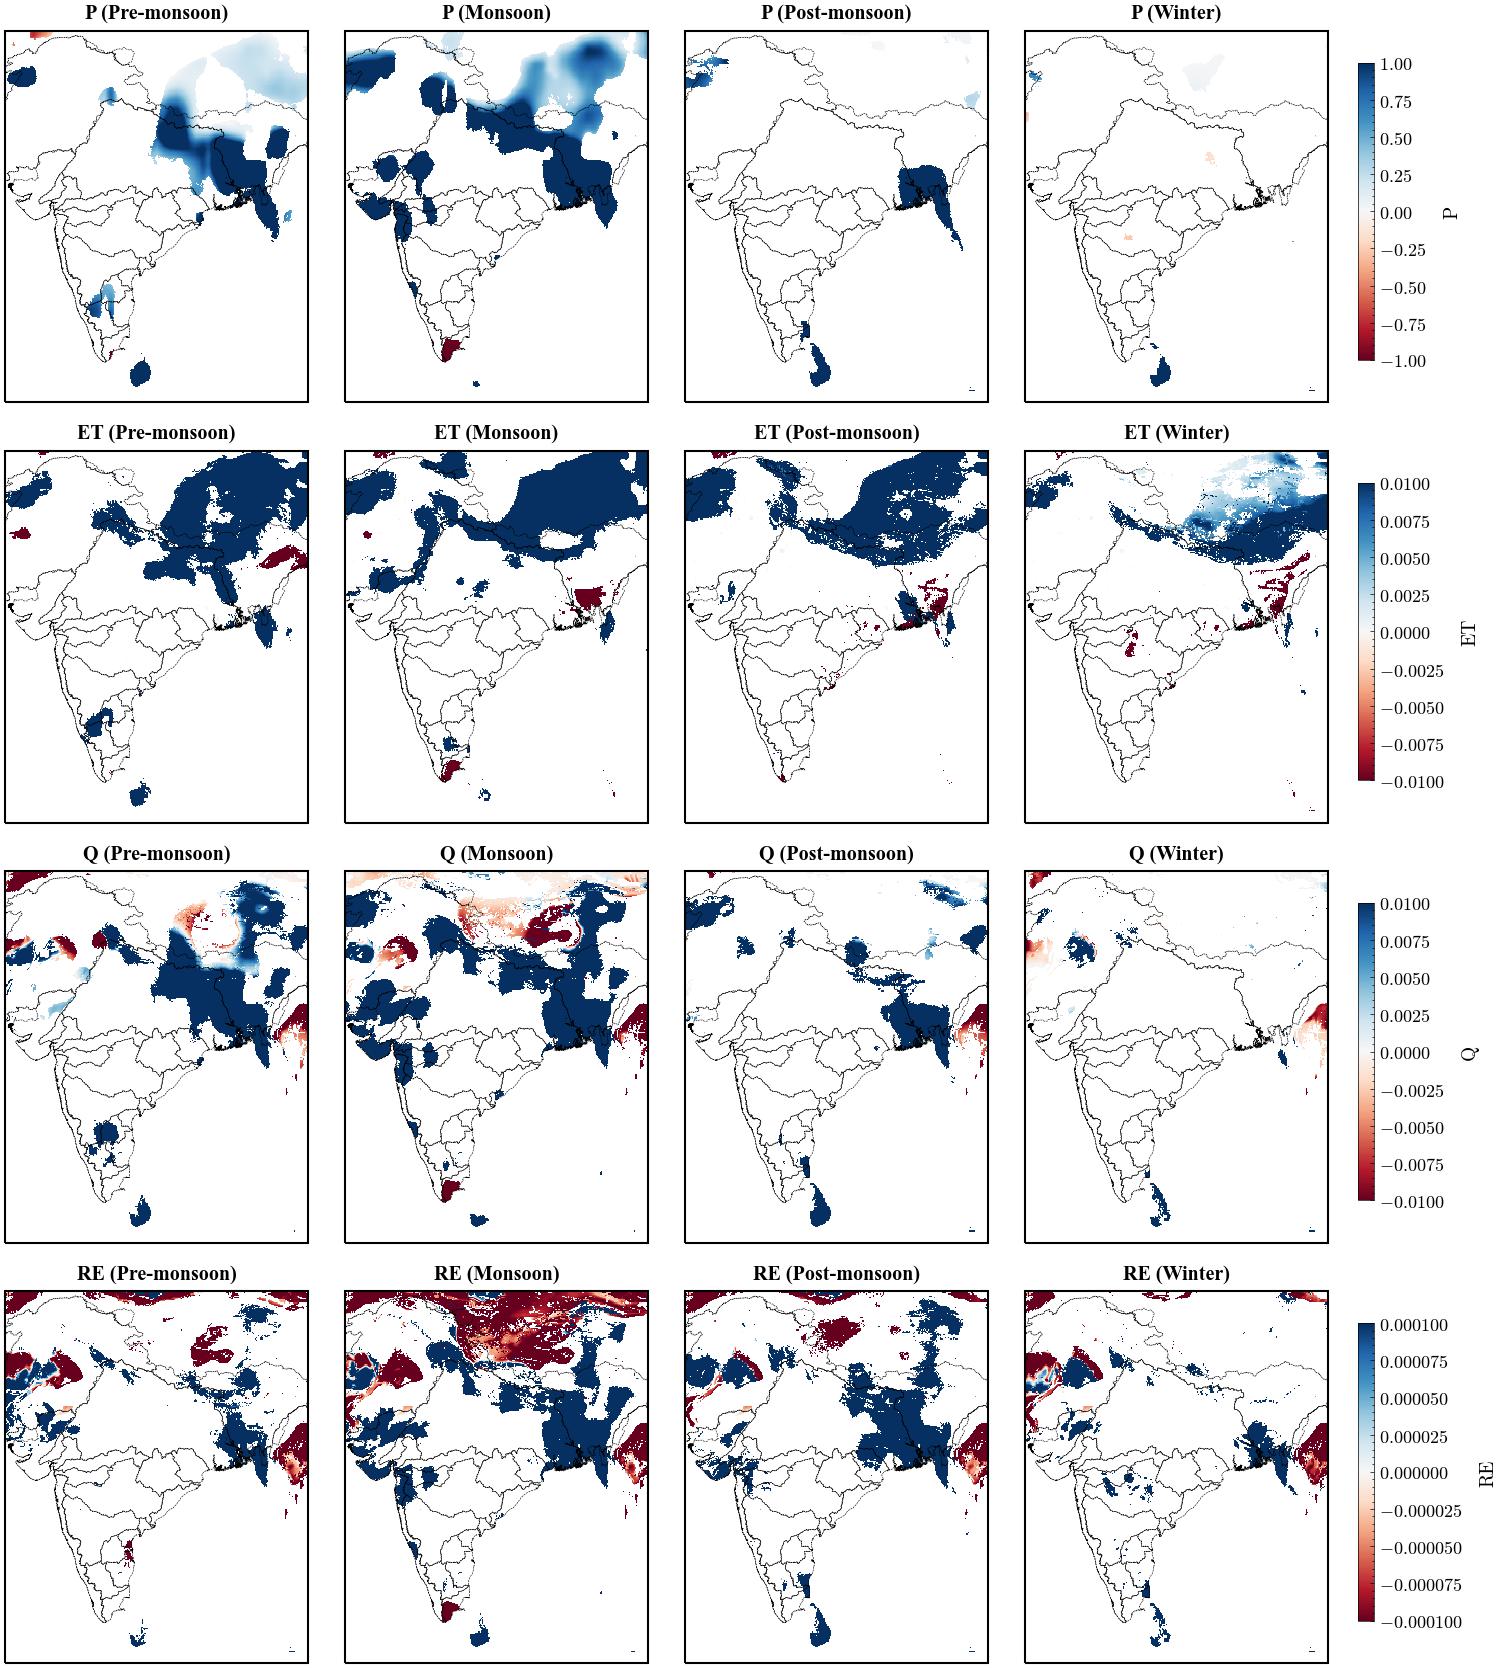 P (Pre-monsoon)
P (Monsoon)
P (Post-monsoon)
P (Winter)
1.00
0.75
0.50
0.25
0.00
−0.25
−0.50
−0.75
−1.00
P
ET (Pre-monsoon)
ET (Monsoon)
ET (Post-monsoon)
ET (Winter)
0.0100
0.0075
0.0050
0.0025
0.0000
−0.0025
−0.0050
−0.0075
−0.0100
ET
Q (Pre-monsoon)
Q (Monsoon)
Q (Post-monsoon)
Q (Winter)
0.0100
0.0075
0.0050
0.0025
0.0000
−0.0025
−0.0050
−0.0075
−0.0100
Q
RE (Pre-monsoon)
RE (Monsoon)
RE (Post-monsoon)
RE (Winter)
0.000100
0.000075
0.000050
0.000025
0.000000
−0.000025
−0.000050
−0.000075
−0.000100
RE